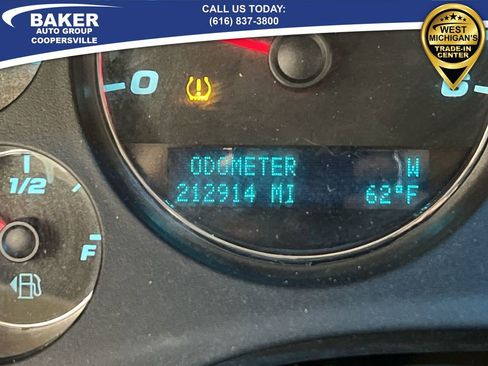 BAKER
AUTO GROUP
COOPERSVILLE
CALL US TODAY:
(616) 837-3800
WEST
MICHIGAN'S
TRADE-IN
CENTER
0
6
ODOMETER W
212914 MI 62°F
1/2
F